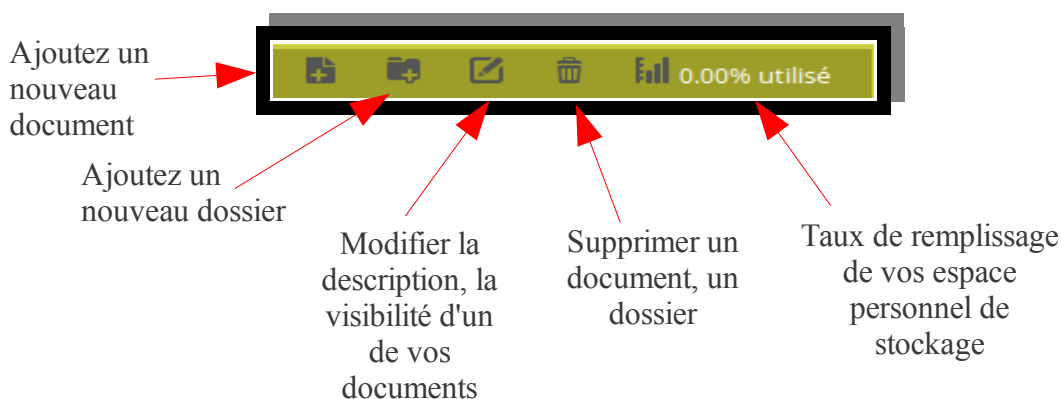 0.00% utilisé
Ajoutez un
nouveau
document
Ajoutez un
nouveau dossier
Modifier la
description, la
visibilité d'un
de vos
documents
Supprimer un
document, un
dossier
Taux de remplissage
de vos espace
personnel de
stockage